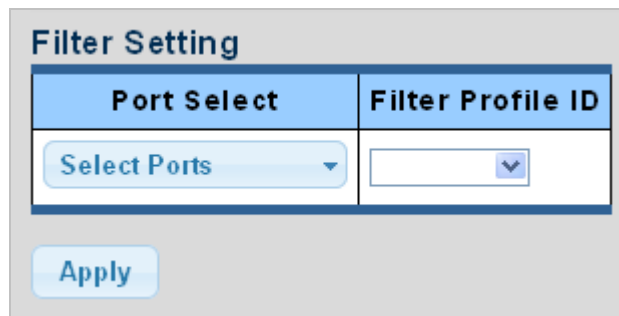 Filter Setting
Port Select Filter Profile ID
Select Ports
Apply